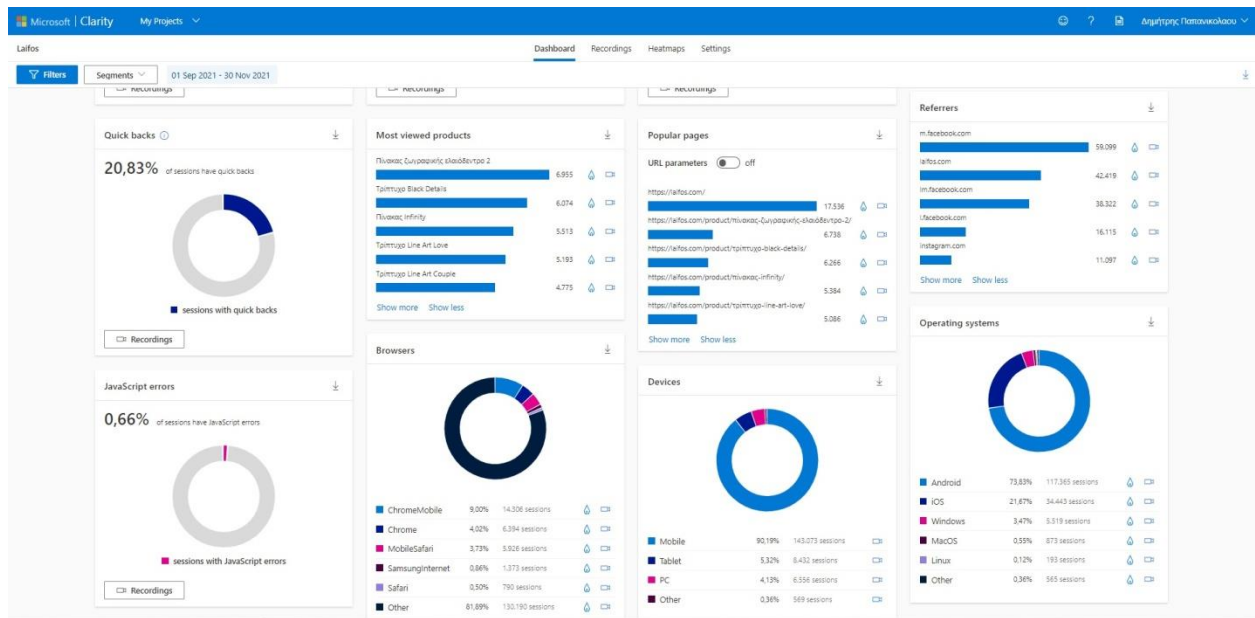 Microsoft | Clarity My Projects
? Δημήτρης Παπανικολαου
Laifos
Dashboard Recordings Heatmaps Settings
Filters Segments 01 Sep 2021 - 30 Nov 2021
Recordings
Quick backs
20,83% of sessions have quick backs
sessions with quick backs
Recordings
JavaScript errors
0,66% of sessions have JavaScript errors
sessions with JavaScript errors
Recordings
Recordings
Most viewed products
Πίνακας ζωγραφικής ελαιόδεντρο 2
6.955
Τρίπτυχο Black Details
6.074
Πίνακας Infinity
5.513
Τρίπτυχο Line Art Love
5.193
Τρίπτυχο Line Art Couple
4.775
Show more Show less
Browsers
ChromeMobile 9,00% 14.306 sessions
Chrome 4,02% 6.394 sessions
MobileSafari 3,73% 5.926 sessions
SamsungInternet 0,86% 1.373 sessions
Safari 0,50% 790 sessions
Other 81,89% 130.190 sessions
Recordings
Popular pages
URL parameters off
https://laifos.com/
17.536
https://laifos.com/product/πίνακας-ζωγραφικής-ελαιόδεντρο-2/
6.738
https://laifos.com/product/τρίπτυχο-black-details/
6.266
https://laifos.com/product/πίνακας-infinity/
5.384
https://laifos.com/product/τρίπτυχο-line-art-love/
5.086
Show more Show less
Devices
Mobile 90,19% 143.073 sessions
Tablet 5,32% 8.432 sessions
PC 4,13% 6.556 sessions
Other 0,36% 569 sessions
Referrers
m.facebook.com
59.099
laifos.com
42.419
lm.facebook.com
38.322
l.facebook.com
16.115
instagram.com
11.097
Show more Show less
Operating systems
Android 73,83% 117.365 sessions
iOS 21,67% 34.443 sessions
Windows 3,47% 5.519 sessions
MacOS 0,55% 873 sessions
Linux 0,12% 193 sessions
Other 0,36% 565 sessions